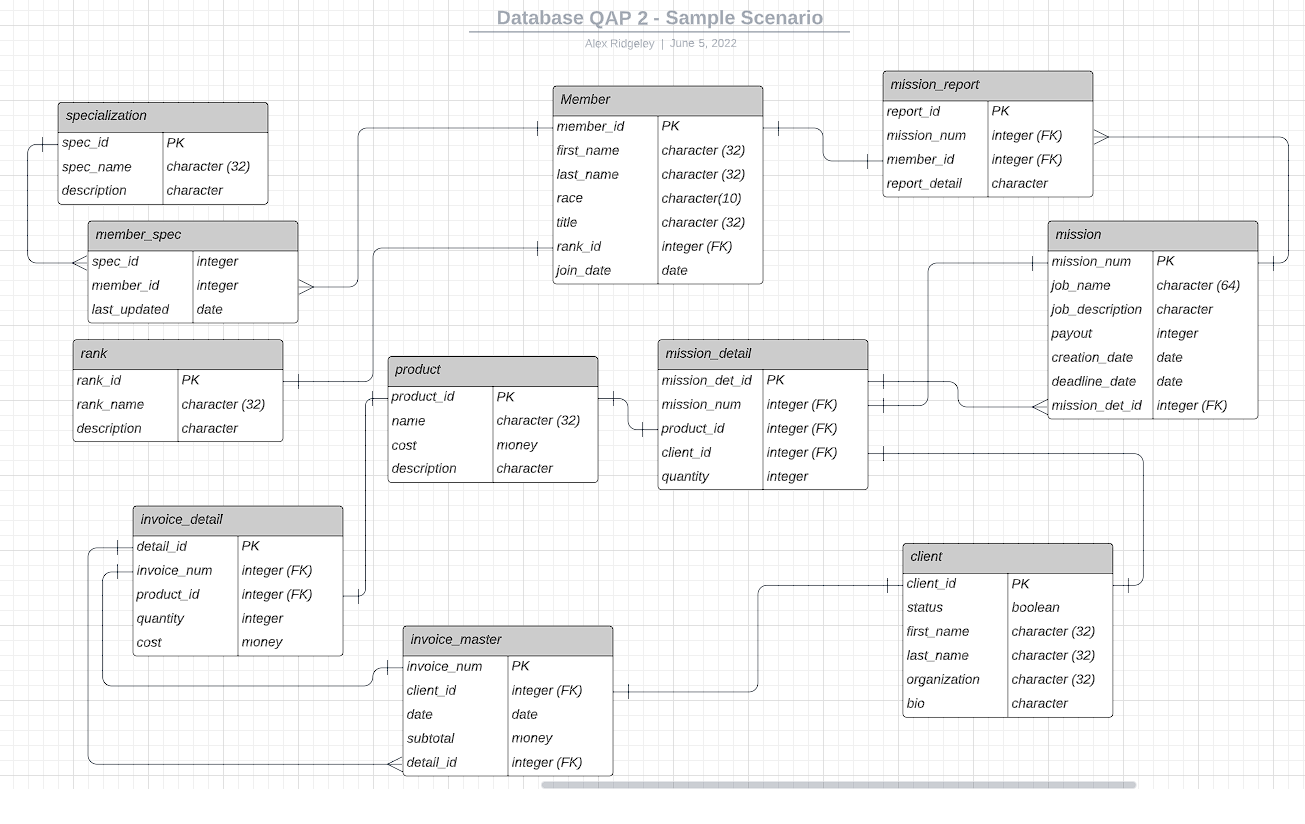 Database QAP 2 - Sample Scenario
Alex Ridgeley | June 5, 2022
specialization
spec_id PK
spec_name character (32)
description character
member_spec
spec_id integer
member_id integer
last_updated date
rank
rank_id PK
rank_name character (32)
description character
Member
member_id PK
first_name character (32)
last_name character (32)
race character(10)
title character (32)
rank_id integer (FK)
join_date date
mission_report
report_id PK
mission_num integer (FK)
member_id integer (FK)
report_detail character
mission
mission_num PK
job_name character (64)
job_description character
payout integer
creation_date date
deadline_date date
mission_det_id integer (FK)
product
product_id PK
name character (32)
cost money
description character
mission_detail
mission_det_id PK
mission_num integer (FK)
product_id integer (FK)
client_id integer (FK)
quantity integer
invoice_detail
detail_id PK
invoice_num integer (FK)
product_id integer (FK)
quantity integer
cost money
invoice_master
invoice_num PK
client_id integer (FK)
date date
subtotal money
detail_id integer (FK)
client
client_id PK
status boolean
first_name character (32)
last_name character (32)
organization character (32)
bio character